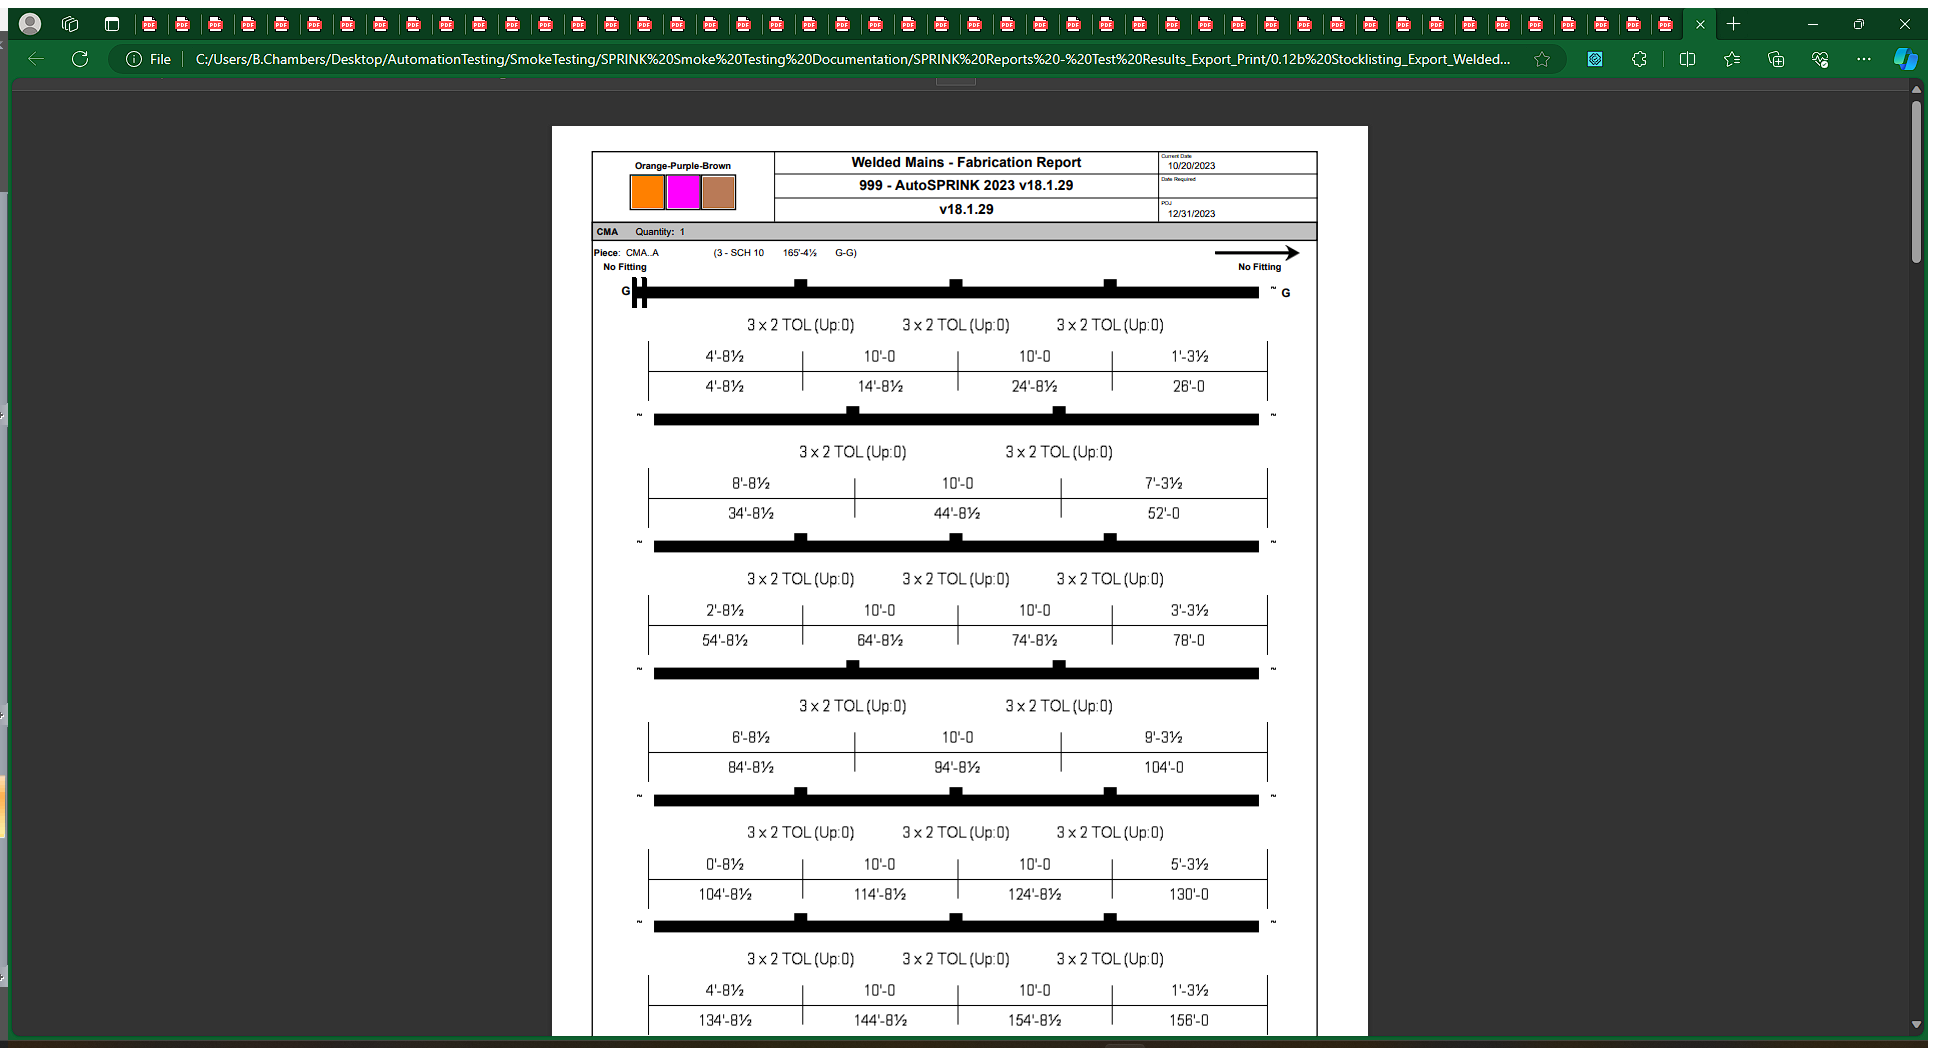 File C:/Users/B.Chambers/Desktop/AutomationTesting/SmokeTesting/SPRINK%20Smoke%20Testing%20Documentation/SPRINK%20Reports%20-%20Test%20Results_Export_Print/0.12b%20Stocklisting_Export_Welded...
Orange-Purple-Brown
Welded Mains - Fabrication Report
Current Date
10/20/2023
999 - AutoSPRINK 2023 v18.1.29
Date Required
v18.1.29
POJ
12/31/2023
CMA Quantity: 1
Piece: CMA..A (3 - SCH 10 165'-4½ G-G)
No Fitting No Fitting
G ~ G
3 x 2 TOL (Up:0) 3 x 2 TOL (Up:0) 3 x 2 TOL (Up:0)
4'-8½ 10'-0 10'-0 1'-3½
4'-8½ 14'-8½ 24'-8½ 26'-0
~ ~
3 x 2 TOL (Up:0) 3 x 2 TOL (Up:0)
8'-8½ 10'-0 7'-3½
34'-8½ 44'-8½ 52'-0
~ ~
3 x 2 TOL (Up:0) 3 x 2 TOL (Up:0) 3 x 2 TOL (Up:0)
2'-8½ 10'-0 10'-0 3'-3½
54'-8½ 64'-8½ 74'-8½ 78'-0
~ ~
3 x 2 TOL (Up:0) 3 x 2 TOL (Up:0)
6'-8½ 10'-0 9'-3½
84'-8½ 94'-8½ 104'-0
~ ~
3 x 2 TOL (Up:0) 3 x 2 TOL (Up:0) 3 x 2 TOL (Up:0)
0'-8½ 10'-0 10'-0 5'-3½
104'-8½ 114'-8½ 124'-8½ 130'-0
~ ~
3 x 2 TOL (Up:0) 3 x 2 TOL (Up:0) 3 x 2 TOL (Up:0)
4'-8½ 10'-0 10'-0 1'-3½
134'-8½ 144'-8½ 154'-8½ 156'-0